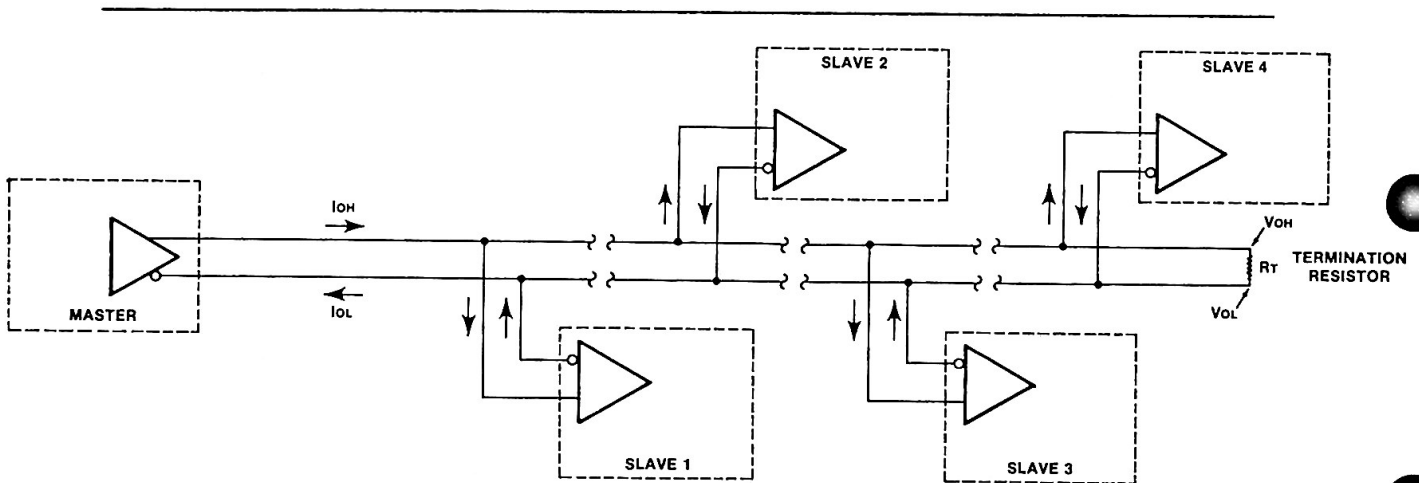 SLAVE 2
SLAVE 4
IOH
VOH
RT
TERMINATION
RESISTOR
MASTER
IOL
VOL
SLAVE 1
SLAVE 3